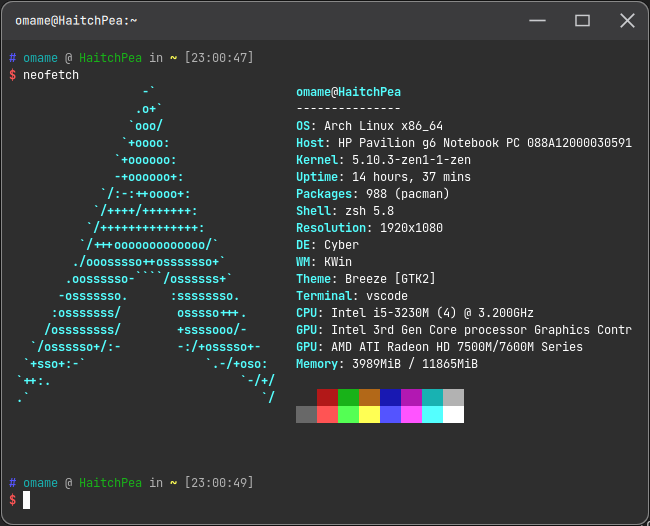 omame@HaitchPea:~
# omame @ HaitchPea in ~ [23:00:47]
$ neofetch
                   -`                    omame@HaitchPea
                  .o+`                   ---------------
                 `ooo/                   OS: Arch Linux x86_64
                `+oooo:                  Host: HP Pavilion g6 Notebook PC 088A12000030591
               `+oooooo:                 Kernel: 5.10.3-zen1-1-zen
               -+oooooo+:                Uptime: 14 hours, 37 mins
             `/:-:++oooo+:               Packages: 988 (pacman)
            `/++++/+++++++:              Shell: zsh 5.8
           `/++++++++++++++:             Resolution: 1920x1080
          `/+++ooooooooooooo/`           DE: Cyber
         ./ooosssso++osssssso+`          WM: KWin
        .oossssso-````/ossssss+`         Theme: Breeze [GTK2]
       -osssssso.      :ssssssso.        Terminal: vscode
      :osssssss/        osssso+++.       CPU: Intel i5-3230M (4) @ 3.200GHz
     /ossssssss/        +ssssooo/-       GPU: Intel 3rd Gen Core processor Graphics Contr
   `/ossssso+/:-        -:/+osssso+-     GPU: AMD ATI Radeon HD 7500M/7600M Series
  `+sso+:-`                 `.-/+oso:    Memory: 3989MiB / 11865MiB
 `++:.                           `-/+/
 .`                                 `/
# omame @ HaitchPea in ~ [23:00:49]
$